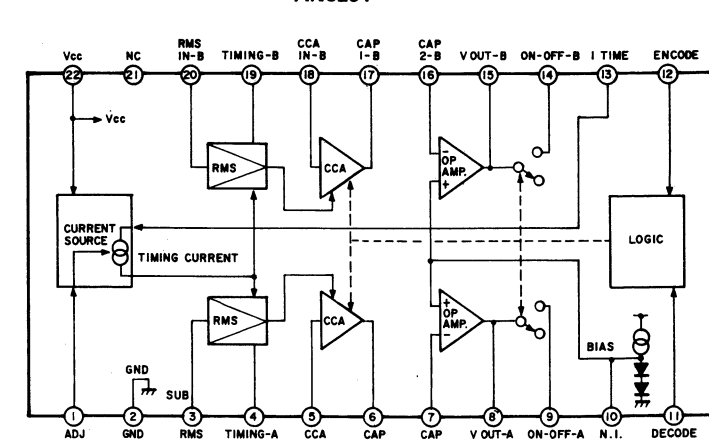 RMS CCA CAP CAP
Vcc NC IN-B TIMING-B IN-B 1-B 2-B V OUT-B ON-OFF-B I TIME ENCODE
22 21 20 19 18 17 16 15 14 13 12
Vcc
RMS
CCA
-
OP
AMP.
+
CURRENT
SOURCE
TIMING CURRENT
LOGIC
RMS
CCA
+
OP
AMP.
-
BIAS
GND
SUB
1 2 3 4 5 6 7 8 9 10 11
ADJ GND RMS TIMING-A CCA CAP CAP V OUT-A ON-OFF-A N.I. DECODE